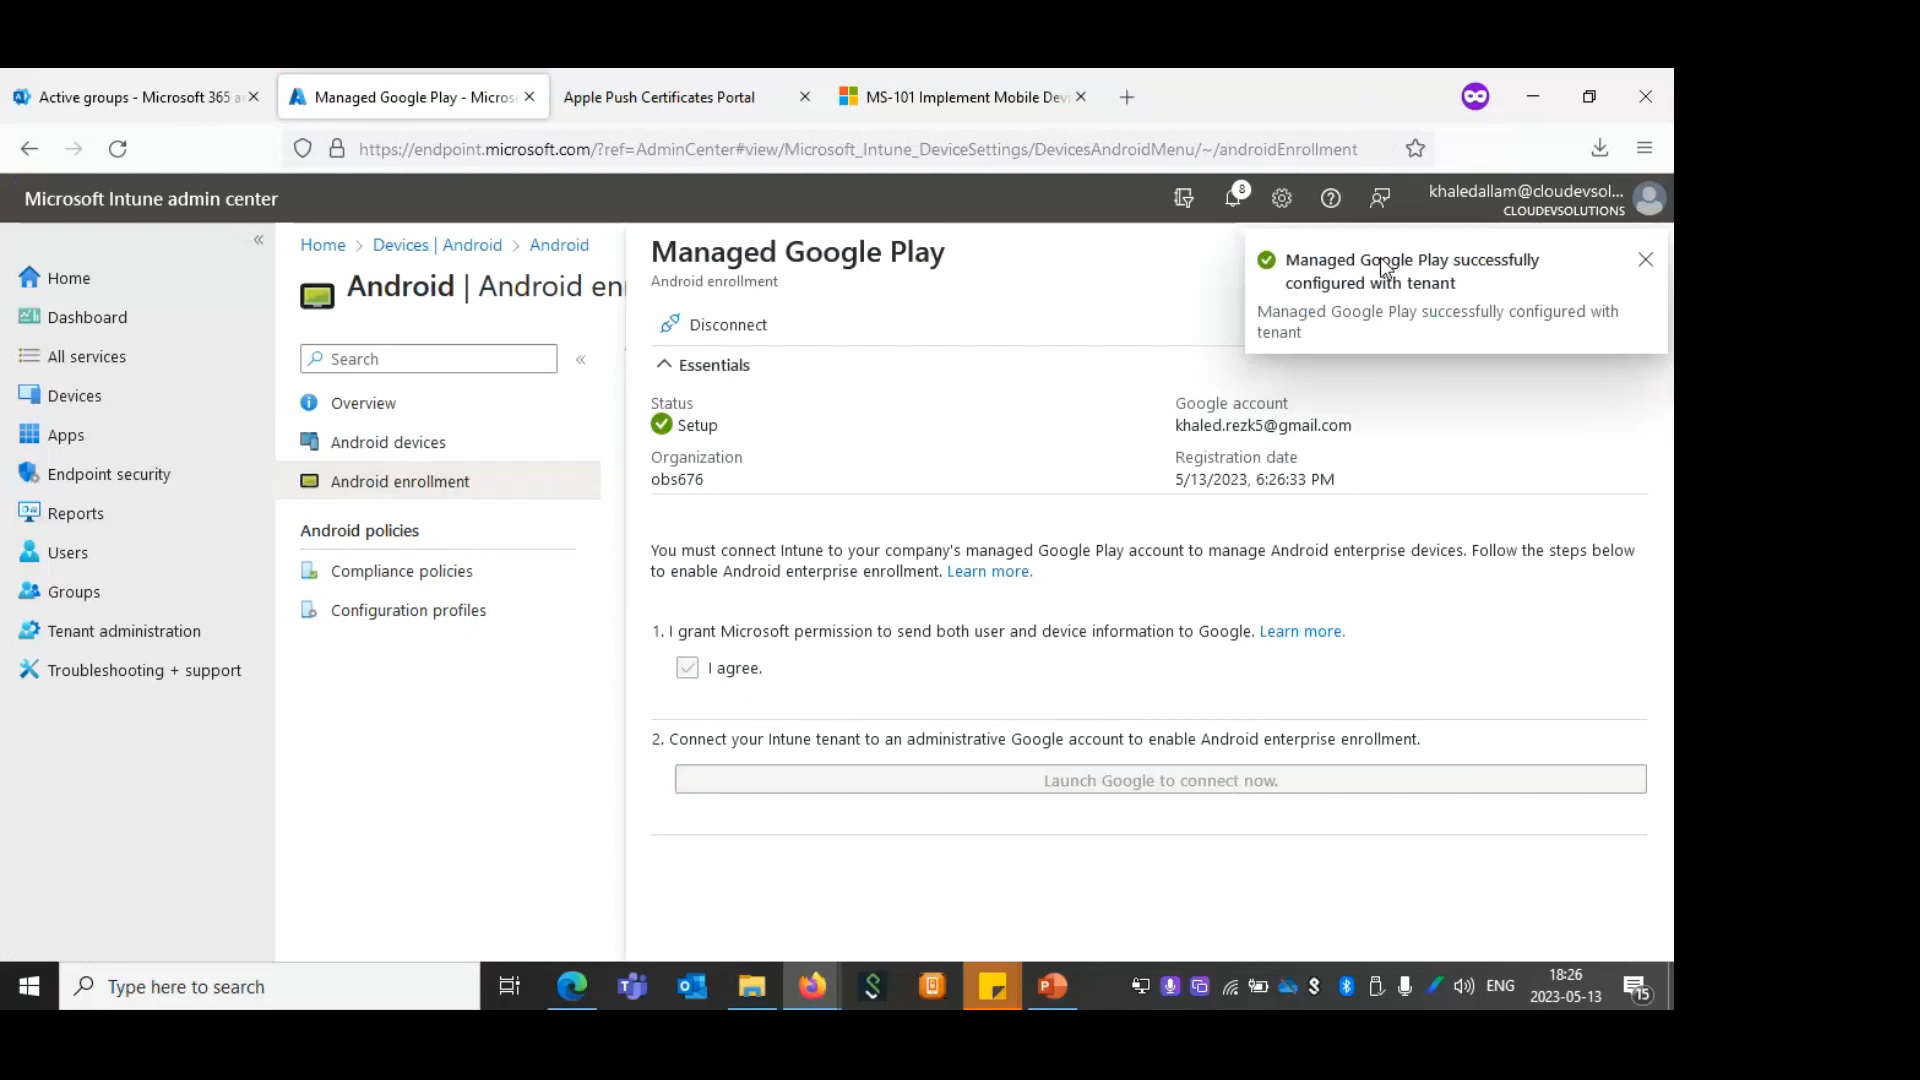 Active groups - Microsoft 365 a
Managed Google Play - Micros
Apple Push Certificates Portal
MS-101 Implement Mobile Dev
https://endpoint.microsoft.com/?ref=AdminCenter#view/Microsoft_Intune_DeviceSettings/DevicesAndroidMenu/~/androidEnrollment
Microsoft Intune admin center
8
khaledallam@cloudevsol...
CLOUDEVSOLUTIONS
Home
Dashboard
All services
Devices
Apps
Endpoint security
Reports
Users
Groups
Tenant administration
Troubleshooting + support
Home > Devices | Android > Android
Android | Android en
Search
Overview
Android devices
Android enrollment
Android policies
Compliance policies
Configuration profiles
Managed Google Play
Android enrollment
Disconnect
Managed Google Play successfully
configured with tenant
Managed Google Play successfully configured with
tenant
Essentials
Status
Setup
Google account
khaled.rezk5@gmail.com
Organization
obs676
Registration date
5/13/2023, 6:26:33 PM
You must connect Intune to your company's managed Google Play account to manage Android enterprise devices. Follow the steps below
to enable Android enterprise enrollment. Learn more.
1. I grant Microsoft permission to send both user and device information to Google. Learn more.
I agree.
2. Connect your Intune tenant to an administrative Google account to enable Android enterprise enrollment.
Launch Google to connect now.
Type here to search
ENG
18:26
2023-05-13
15